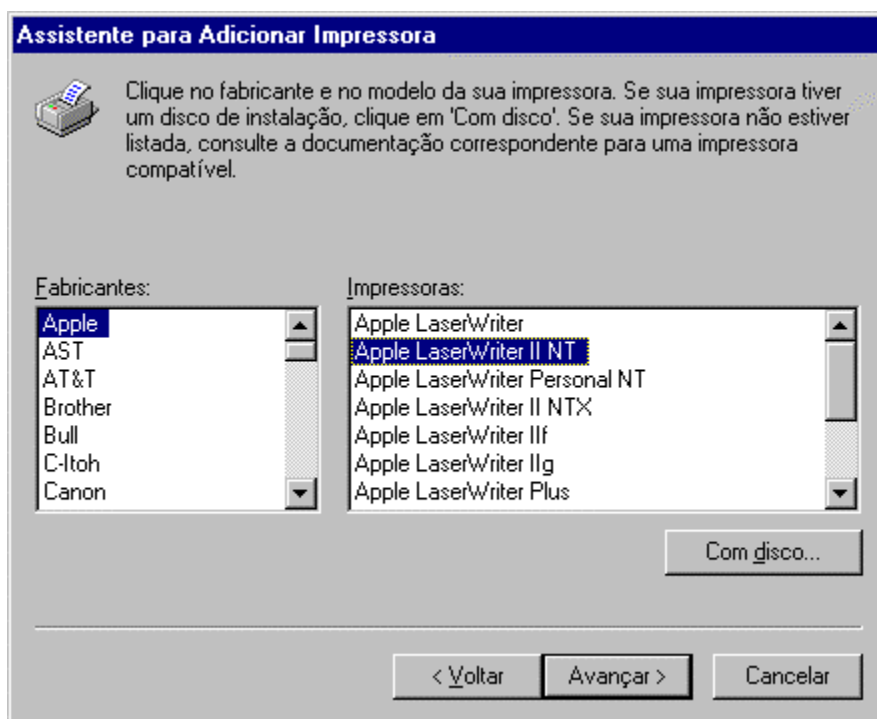 Assistente para Adicionar Impressora
Clique no fabricante e no modelo da sua impressora. Se sua impressora tiver
um disco de instalação, clique em 'Com disco'. Se sua impressora não estiver
listada, consulte a documentação correspondente para uma impressora
compatível.
Fabricantes:
Apple
AST
AT&T
Brother
Bull
C-Itoh
Canon
Impressoras:
Apple LaserWriter
Apple LaserWriter II NT
Apple LaserWriter Personal NT
Apple LaserWriter II NTX
Apple LaserWriter IIf
Apple LaserWriter IIg
Apple LaserWriter Plus
Com disco...
< Voltar
Avançar >
Cancelar